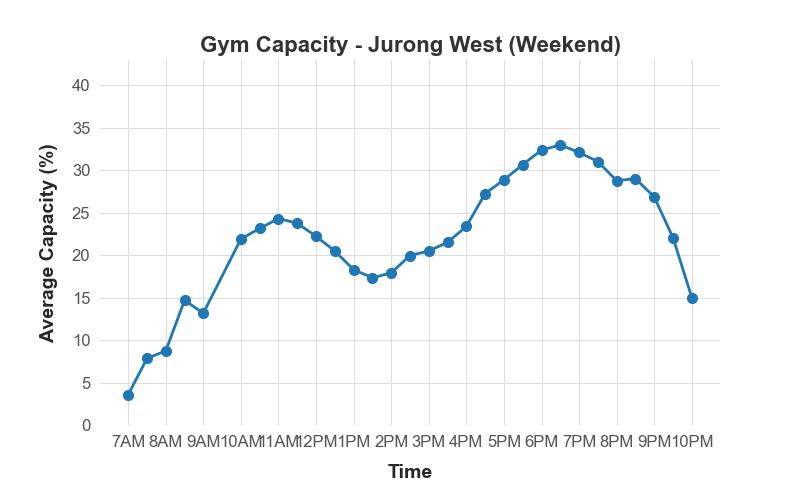 Gym Capacity - Jurong West (Weekend)
40
35
30
25
20
15
10
5
0
Average Capacity (%)
7AM 8AM 9AM 10AM 11AM 12PM 1PM 2PM 3PM 4PM 5PM 6PM 7PM 8PM 9PM 10PM
Time